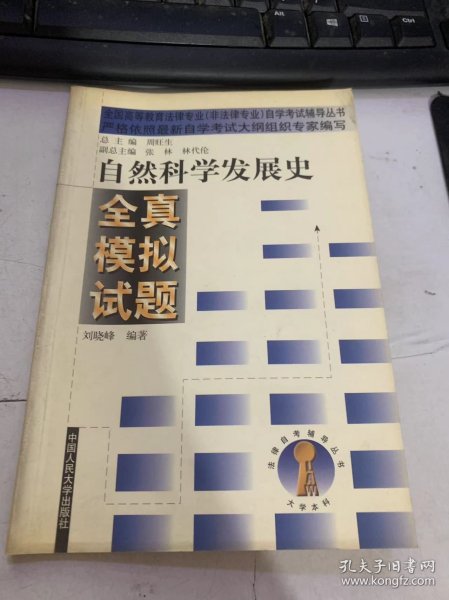 全国高等教育法律专业(非法律专业)自学考试辅导丛书
严格依照最新自学考试大纲组织专家编写
总 主 编 周旺生
副总主编 张 林 林代伦
自然科学发展史
全真
模拟
试题
刘晓峰 编著
中国人民大学出版社
法律自考辅导丛书
LAW
大学本科
孔夫子旧书网
www.kongfz.com